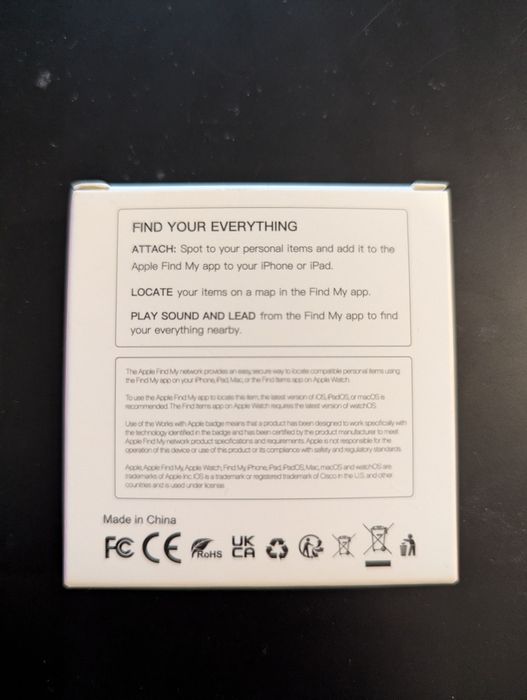 FIND YOUR EVERYTHING
ATTACH: Spot to your personal items and add it to the
Apple Find My app to your iPhone or iPad.
LOCATE your items on a map in the Find My app.
PLAY SOUND AND LEAD from the Find My app to find
your everything nearby.
The Apple Find My network provides an easy, secure way to locate compatible personal items using
the Find My app on your iPhone, iPad, Mac, or the Find Items app on Apple Watch.
To use the Apple Find My app to locate this item, the latest version of iOS, iPadOS, or macOS is
recommended. The Find Items app on Apple Watch requires the latest version of watchOS.
Use of the Works with Apple badge means that a product has been designed to work specifically with
the technology identified in the badge and has been certified by the product manufacturer to meet
Apple Find My network product specifications and requirements. Apple is not responsible for the
operation of this device or use of this product or its compliance with safety and regulatory standards.
Apple, Apple Find My, Apple Watch, Find My, iPhone, iPad, iPadOS, Mac, macOS and watchOS are
trademarks of Apple Inc. IOS is a trademark or registered trademark of Cisco in the U.S. and other
countries and is used under license.
Made in China
FC CE RoHS UK
CA